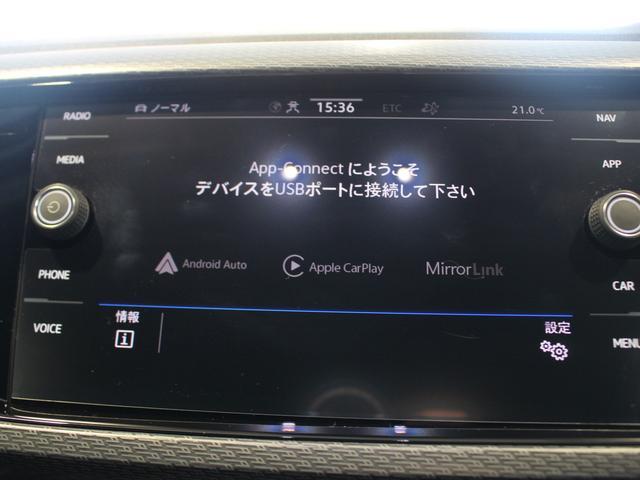 RADIO
ノーマル
15:36
ETC
21.0℃
NAV
MEDIA
APP
App-Connect にようこそ
デバイスをUSBポートに接続して下さい
PHONE
Android Auto
Apple CarPlay
MirrorLink
CAR
VOICE
情報
設定
MENU